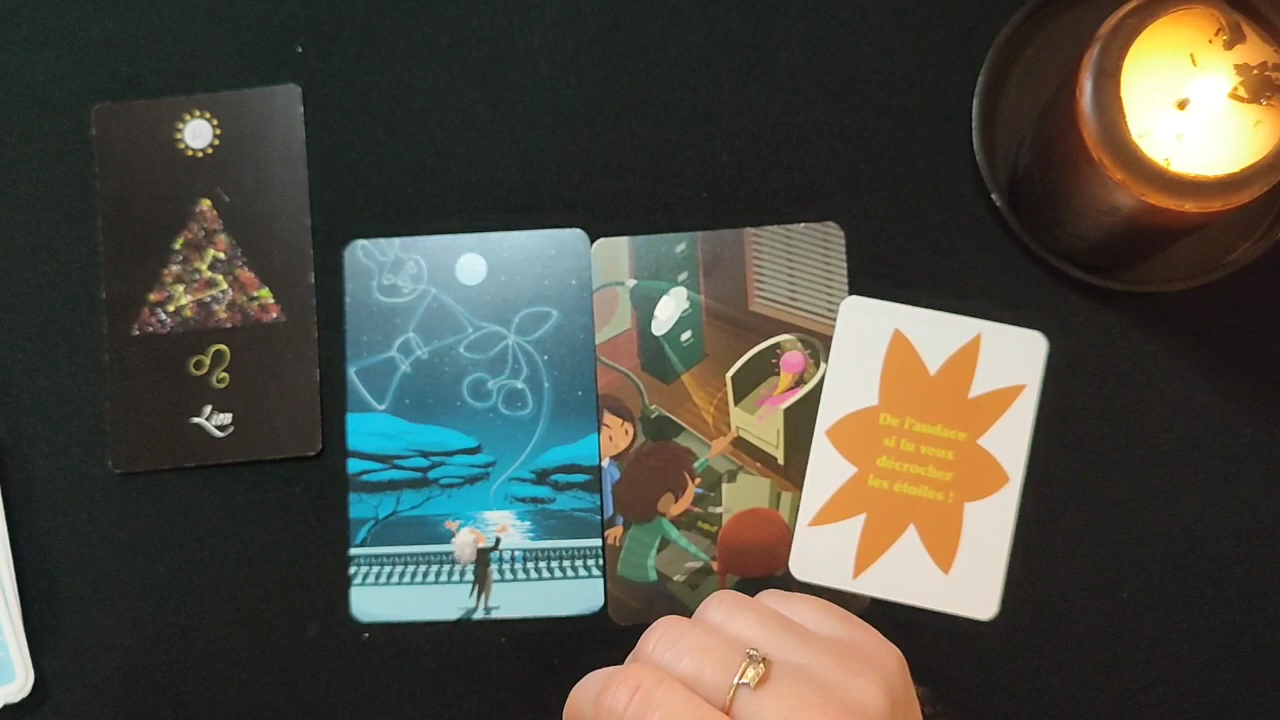 Lion
De l'audace
si tu veux
décrocher
les étoiles !